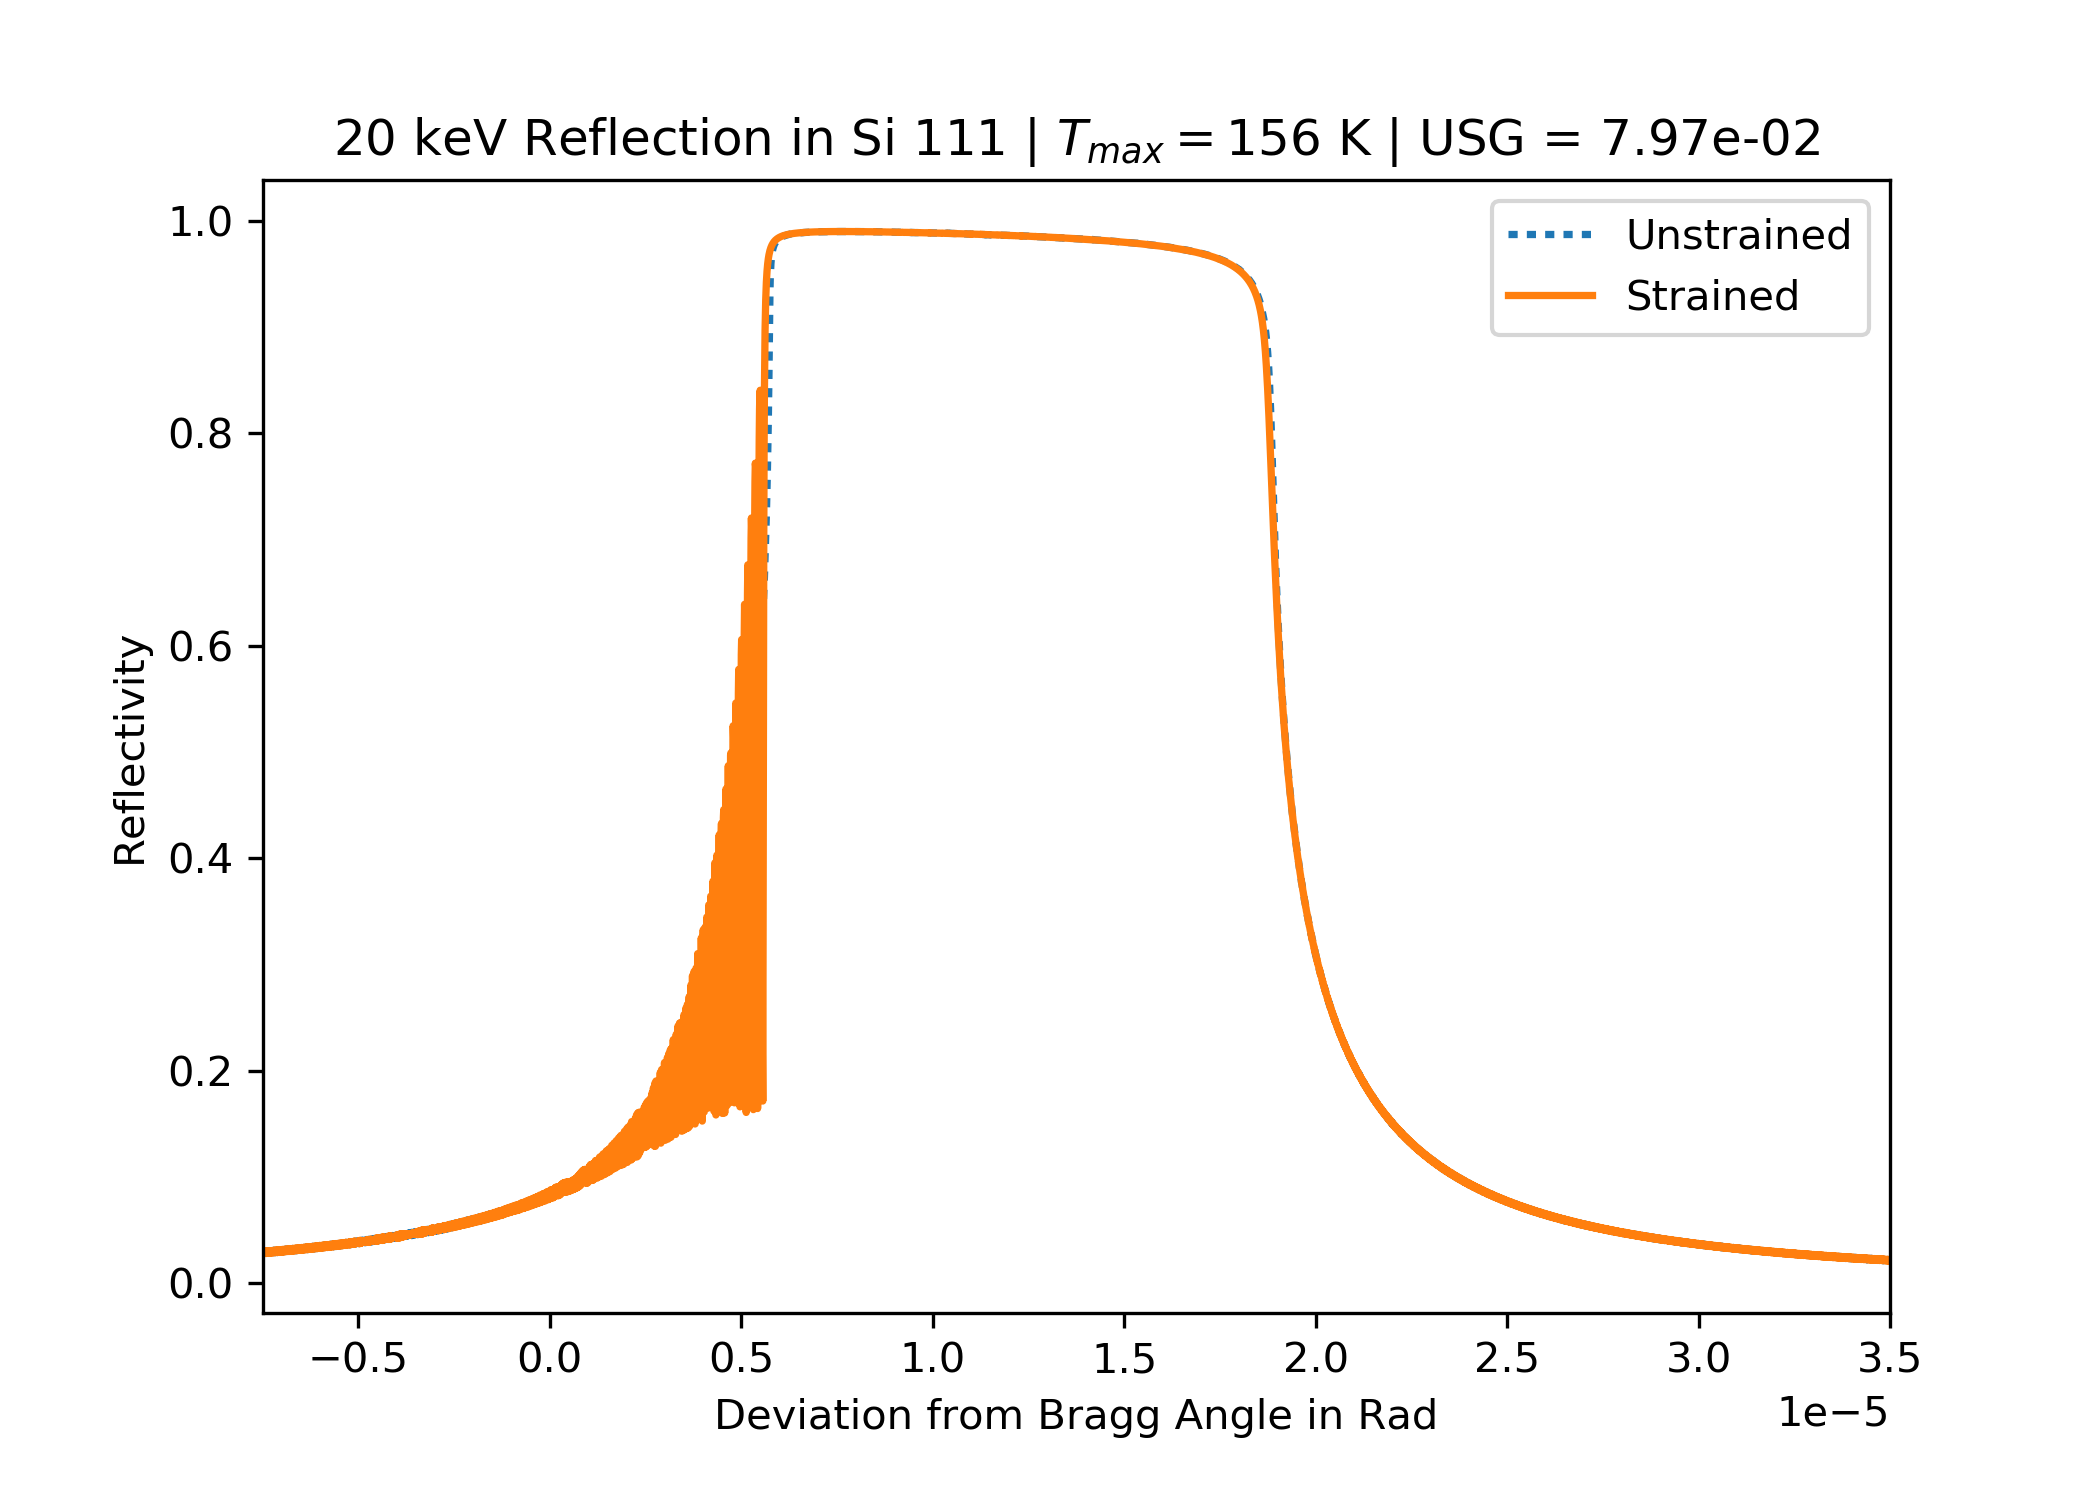 20 keV Reflection in Si 111 | T_max = 156 K | USG = 7.97e-02
Unstrained
Strained
1.0
0.8
0.6
0.4
0.2
0.0
Reflectivity
−0.5 0.0 0.5 1.0 1.5 2.0 2.5 3.0 3.5
1e−5
Deviation from Bragg Angle in Rad